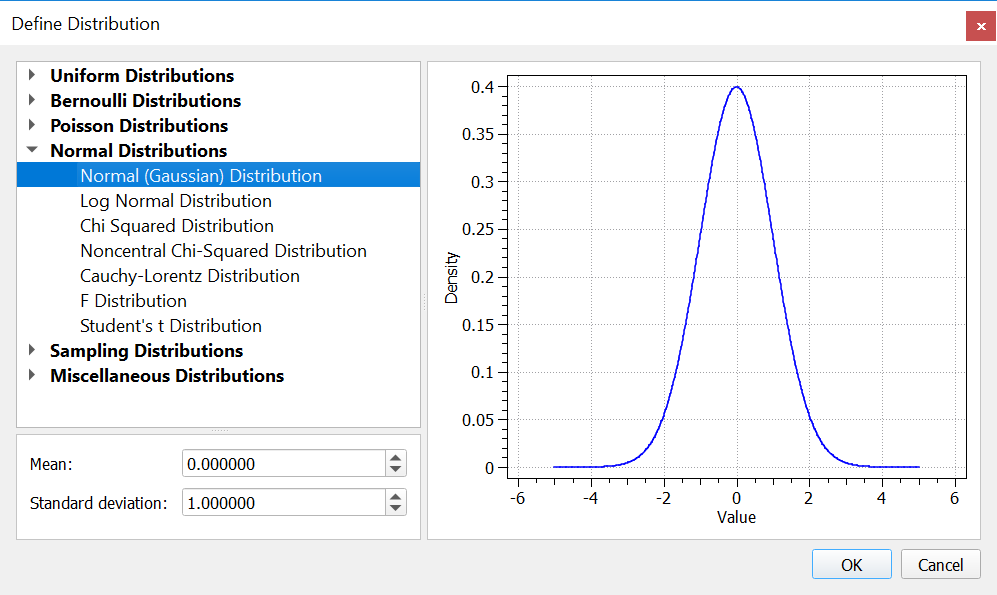 Define Distribution
Uniform Distributions
Bernoulli Distributions
Poisson Distributions
Normal Distributions
Normal (Gaussian) Distribution
Log Normal Distribution
Chi Squared Distribution
Noncentral Chi-Squared Distribution
Cauchy-Lorentz Distribution
F Distribution
Student's t Distribution
Sampling Distributions
Miscellaneous Distributions
Mean: 0.000000
Standard deviation: 1.000000
Density
0.4
0.35
0.3
0.25
0.2
0.15
0.1
0.05
0
-6 -4 -2 0 2 4 6
Value
OK Cancel